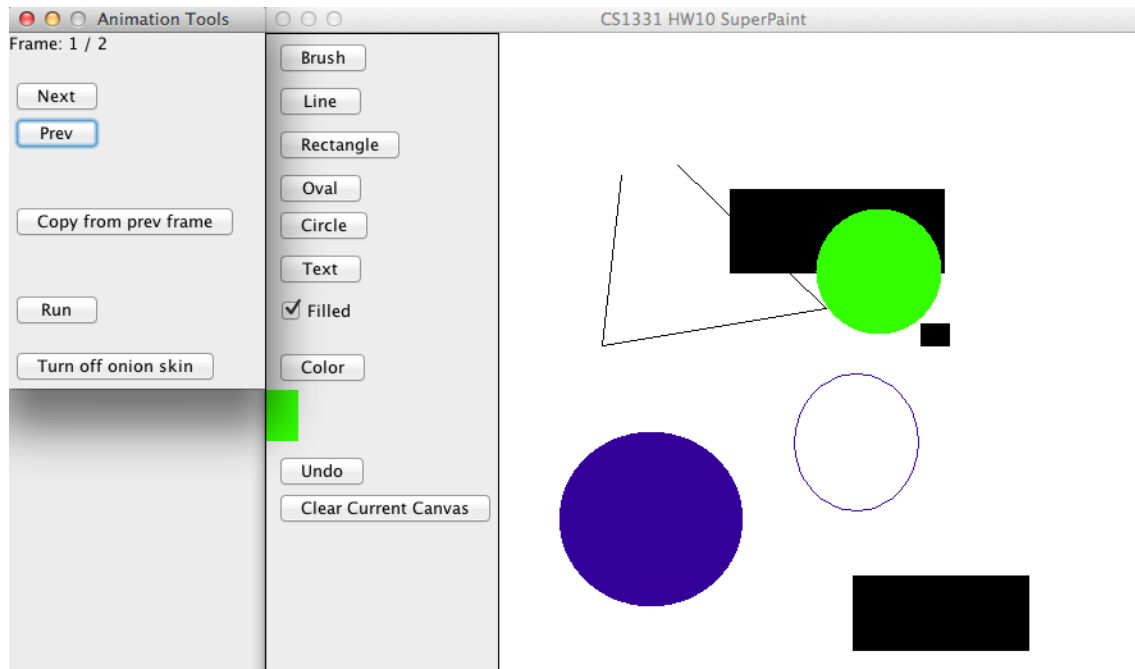 Animation Tools
Frame: 1 / 2
Next
Prev
Copy from prev frame
Run
Turn off onion skin
CS1331 HW10 SuperPaint
Brush
Line
Rectangle
Oval
Circle
Text
Filled
Color
Undo
Clear Current Canvas